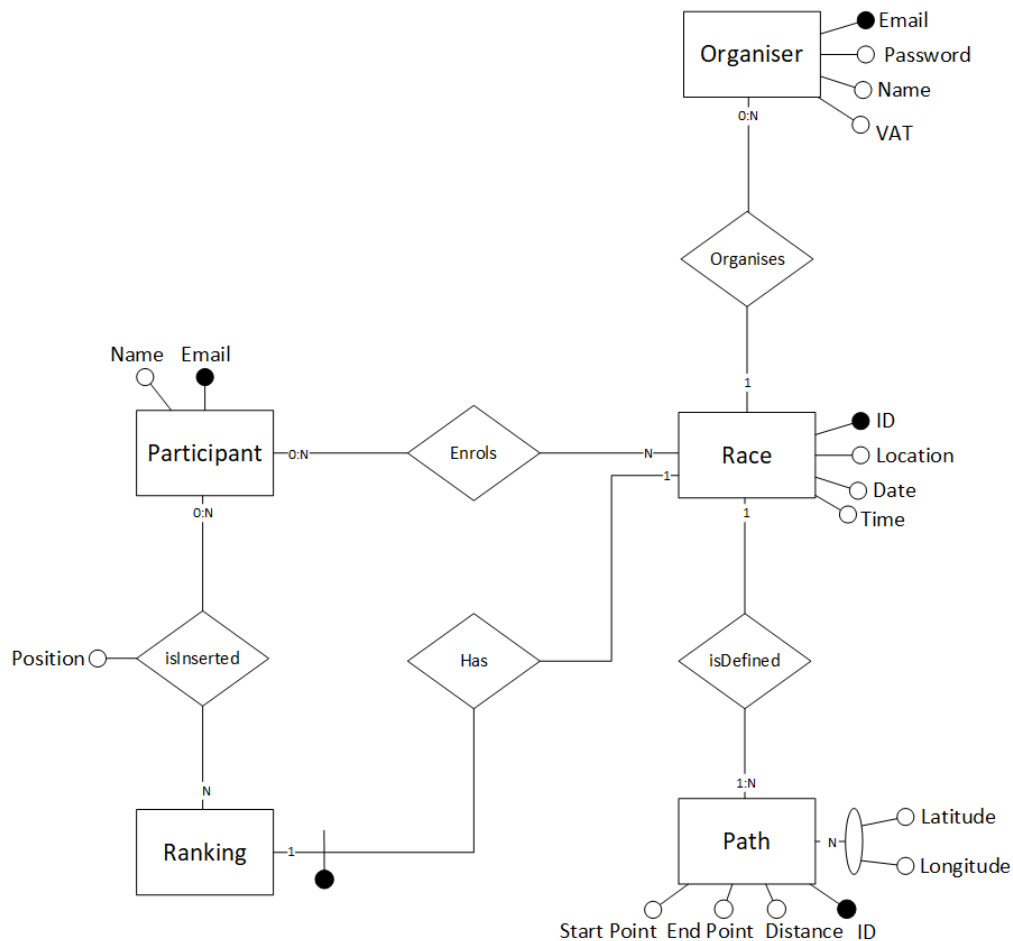 Email
Organiser
Password
Name
VAT
0:N
Organises
1
Name Email
Participant
0:N
Enrols
N
Race
ID
Location
Date
Time
1
1
0:N
Position
isInserted
Has
isDefined
N
1:N
Ranking
1
Path
N
Latitude
Longitude
Start Point End Point Distance ID